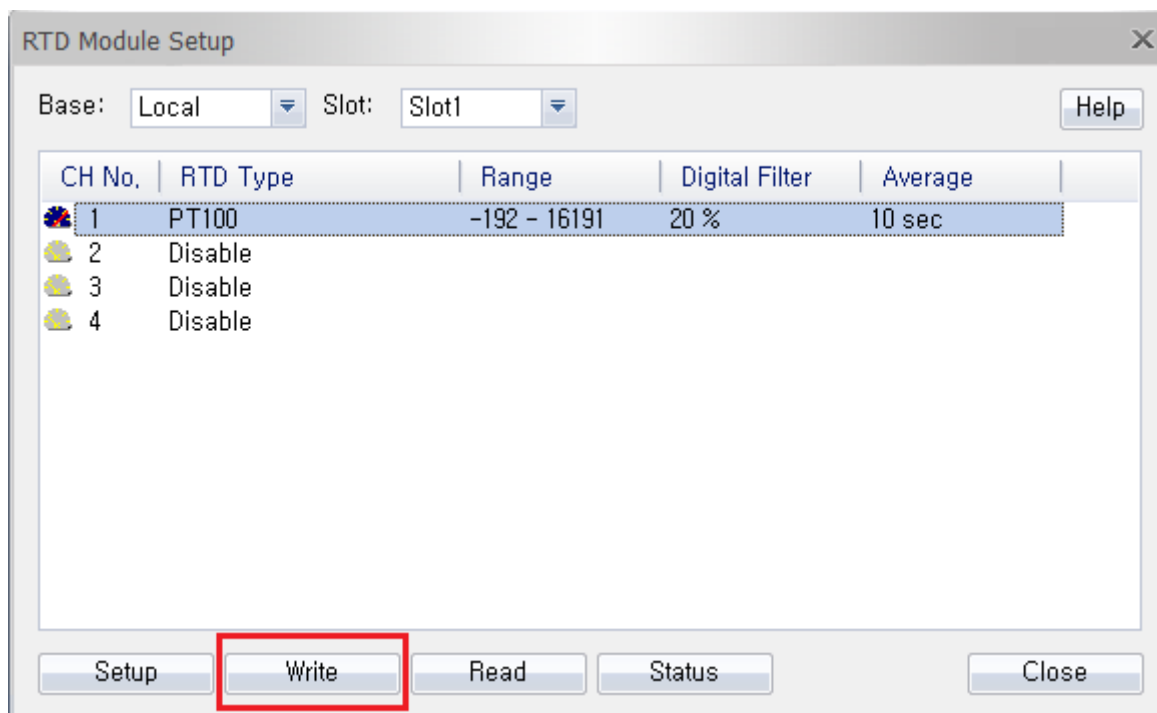 RTD Module Setup
Base: Local Slot: Slot1 Help
CH No, RTD Type Range Digital Filter Average
1 PT100 -192 - 16191 20 % 10 sec
2 Disable
3 Disable
4 Disable
Setup Write Read Status Close